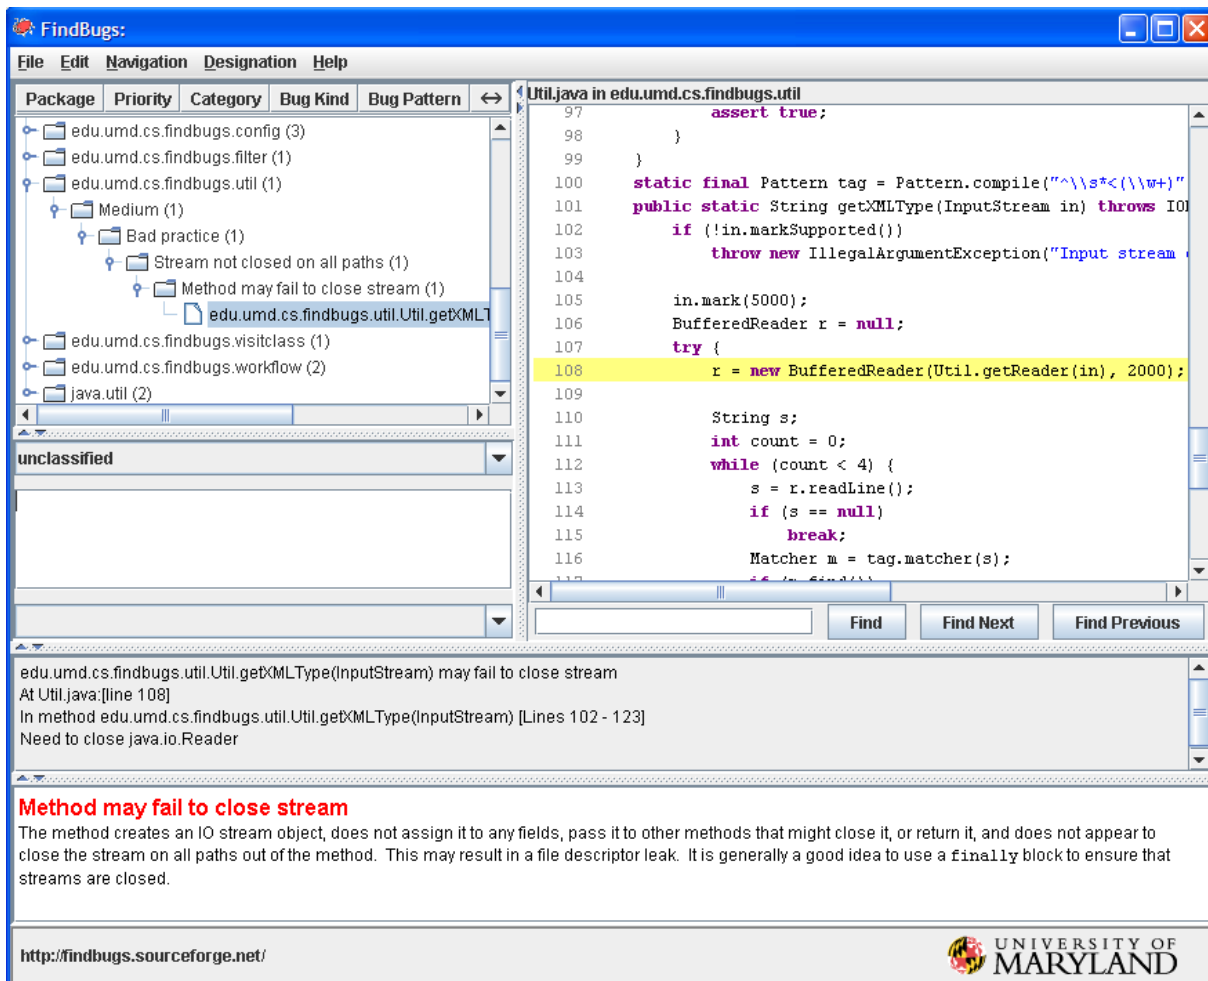 FindBugs:
File Edit Navigation Designation Help
Package Priority Category Bug Kind Bug Pattern ↔
edu.umd.cs.findbugs.config (3)
edu.umd.cs.findbugs.filter (1)
edu.umd.cs.findbugs.util (1)
Medium (1)
Bad practice (1)
Stream not closed on all paths (1)
Method may fail to close stream (1)
edu.umd.cs.findbugs.util.Util.getXML
edu.umd.cs.findbugs.visitclass (1)
edu.umd.cs.findbugs.workflow (2)
java.util (2)
unclassified
Util.java in edu.umd.cs.findbugs.util
97 assert true;
98 }
99 }
100 static final Pattern tag = Pattern.compile("^\\s*<(\\w+)"
101 public static String getXMLType(InputStream in) throws IO
102 if (!in.markSupported())
103 throw new IllegalArgumentException("Input stream
104
105 in.mark(5000);
106 BufferedReader r = null;
107 try {
108 r = new BufferedReader(Util.getReader(in), 2000);
109
110 String s;
111 int count = 0;
112 while (count < 4) {
113 s = r.readLine();
114 if (s == null)
115 break;
116 Matcher m = tag.matcher(s);
Find Find Next Find Previous
edu.umd.cs.findbugs.util.Util.getXMLType(InputStream) may fail to close stream
At Util.java:[line 108]
In method edu.umd.cs.findbugs.util.Util.getXMLType(InputStream) [Lines 102 - 123]
Need to close java.io.Reader
Method may fail to close stream
The method creates an IO stream object, does not assign it to any fields, pass it to other methods that might close it, or return it, and does not appear to
close the stream on all paths out of the method. This may result in a file descriptor leak. It is generally a good idea to use a finally block to ensure that
streams are closed.
http://findbugs.sourceforge.net/
UNIVERSITY OF
MARYLAND